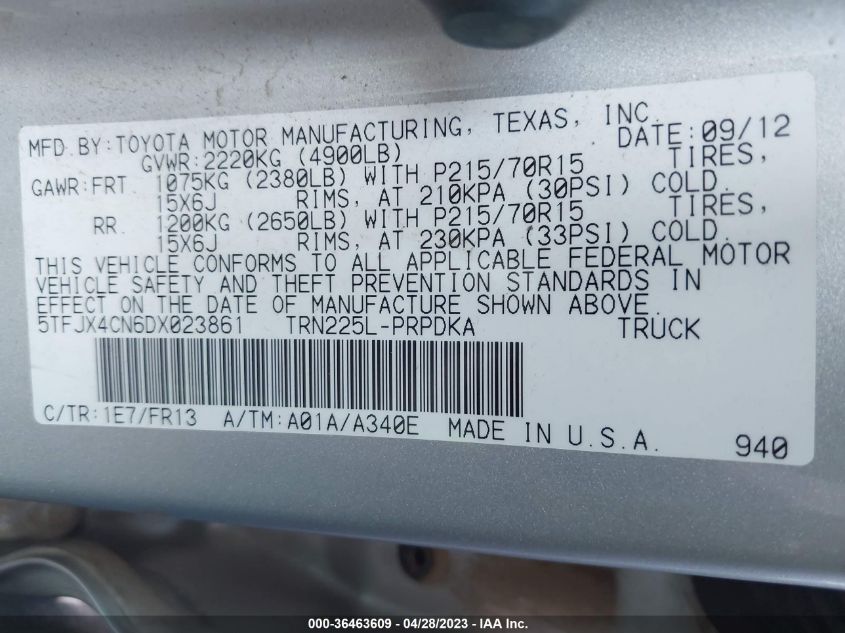 MFD.BY:TOYOTA MOTOR MANUFACTURING, TEXAS, INC. DATE:09/12
GVWR:2220KG (4900LB)
GAWR:FRT 1075KG (2380LB) WITH P215/70R15 TIRES,
15X6J RIMS, AT 210KPA (30PSI) COLD.
RR. 1200KG (2650LB) WITH P215/70R15 TIRES,
15X6J RIMS, AT 230KPA (33PSI) COLD.
THIS VEHICLE CONFORMS TO ALL APPLICABLE FEDERAL MOTOR
VEHICLE SAFETY AND THEFT PREVENTION STANDARDS IN
EFFECT ON THE DATE OF MANUFACTURE SHOWN ABOVE.
5TFJX4CN6DX023861 TRN225L-PRPDKA TRUCK
C/TR:1E7/FR13 A/TM:A01A/A340E MADE IN U.S.A. 940
000-36463609 - 04/28/2023 - IAA Inc.